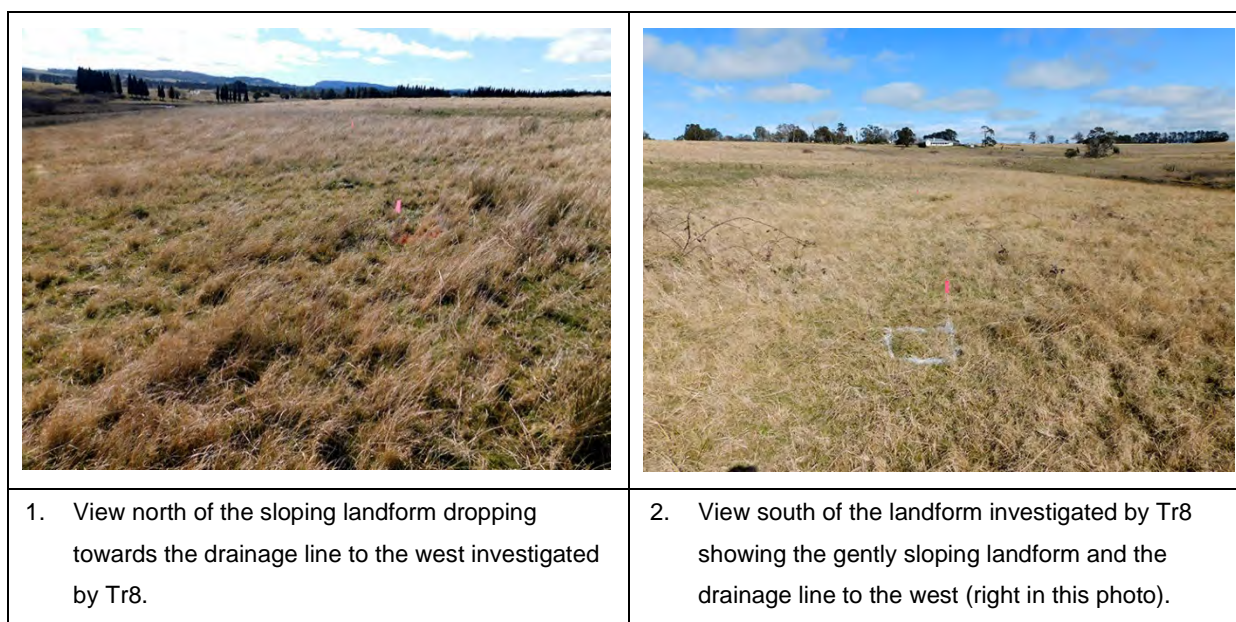 1. View north of the sloping landform dropping
towards the drainage line to the west investigated
by Tr8.
2. View south of the landform investigated by Tr8
showing the gently sloping landform and the
drainage line to the west (right in this photo).